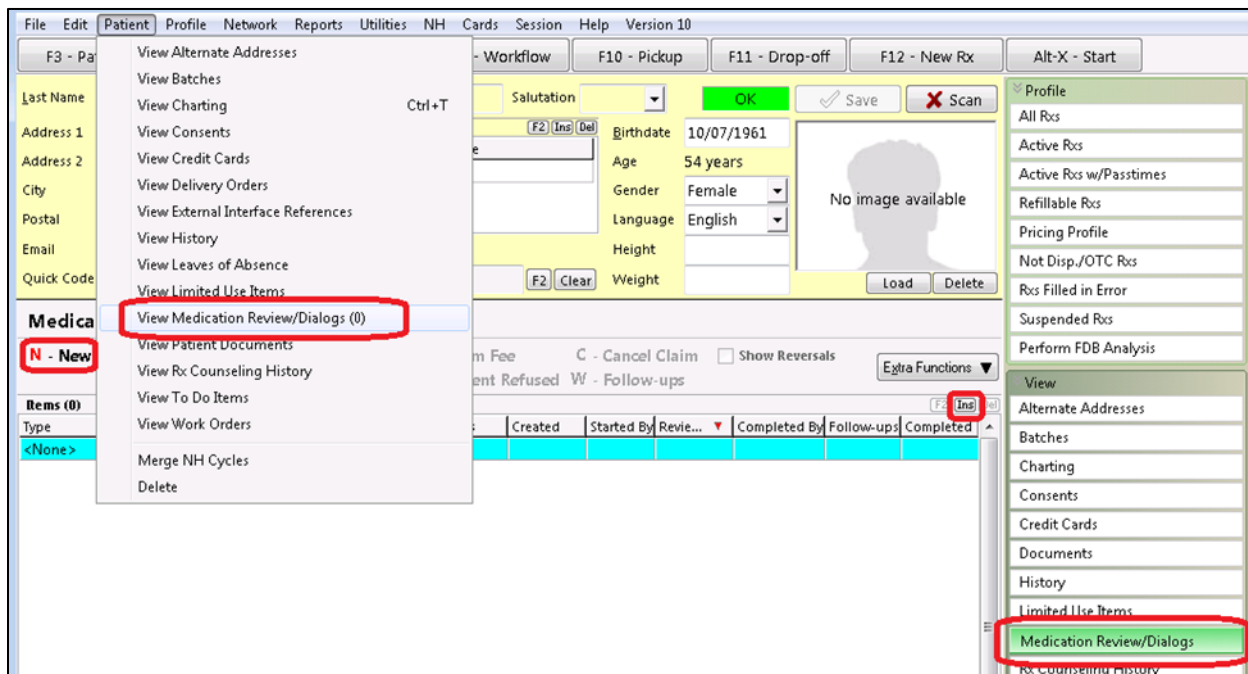 File Edit Patient Profile Network Reports Utilities NH Cards Session Help Version 10
F3 - Pa
- Workflow F10 - Pickup F11 - Drop-off F12 - New Rx Alt-X - Start
View Alternate Addresses
View Batches
View Charting Ctrl+T
View Consents
View Credit Cards
View Delivery Orders
View External Interface References
View History
View Leaves of Absence
View Limited Use Items
View Medication Review/Dialogs (0)
View Patient Documents
View Rx Counseling History
View To Do Items
View Work Orders
Merge NH Cycles
Delete
Last Name
Address 1
Address 2
City
Postal
Email
Quick Code
Salutation OK Save Scan
F2 Ins Del
e
F2 Clear
Birthdate 10/07/1961
Age 54 years
Gender Female
Language English
Height
Weight
No image available
Load Delete
Medica
N - New
m Fee C - Cancel Claim Show Reversals
ent Refused W - Follow-ups
Extra Functions
Items (0) F2 Ins Del
Type Created Started By Revie... Completed By Follow-ups Completed
<None>
Profile
All Rxs
Active Rxs
Active Rxs w/Passtimes
Refillable Rxs
Pricing Profile
Not Disp./OTC Rxs
Rxs Filled in Error
Suspended Rxs
Perform FDB Analysis
View
Alternate Addresses
Batches
Charting
Consents
Credit Cards
Documents
History
Limited Use Items
Medication Review/Dialogs
Rx Counseling History